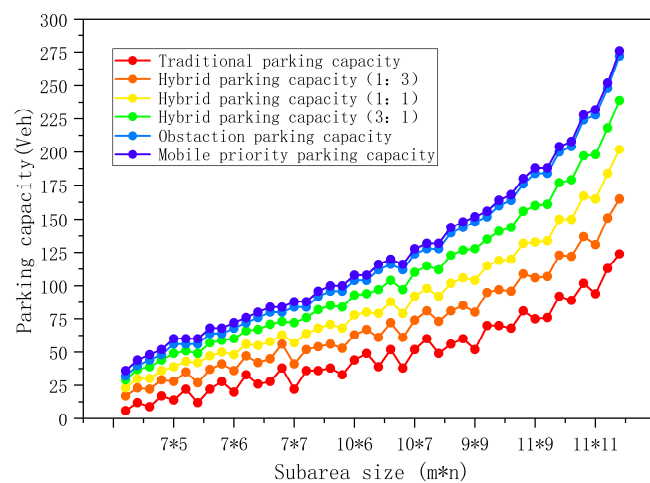 300
275
250
225
200
175
150
125
100
75
50
25
0
Parking capacity(Veh)
Traditional parking capacity
Hybrid parking capacity（1：3）
Hybrid parking capacity（1：1）
Hybrid parking capacity（3：1）
Obstaction parking capacity
Mobile priority parking capacity
7*5 7*6 7*7 10*6 10*7 9*9 11*9 11*11
Subarea size (m*n)